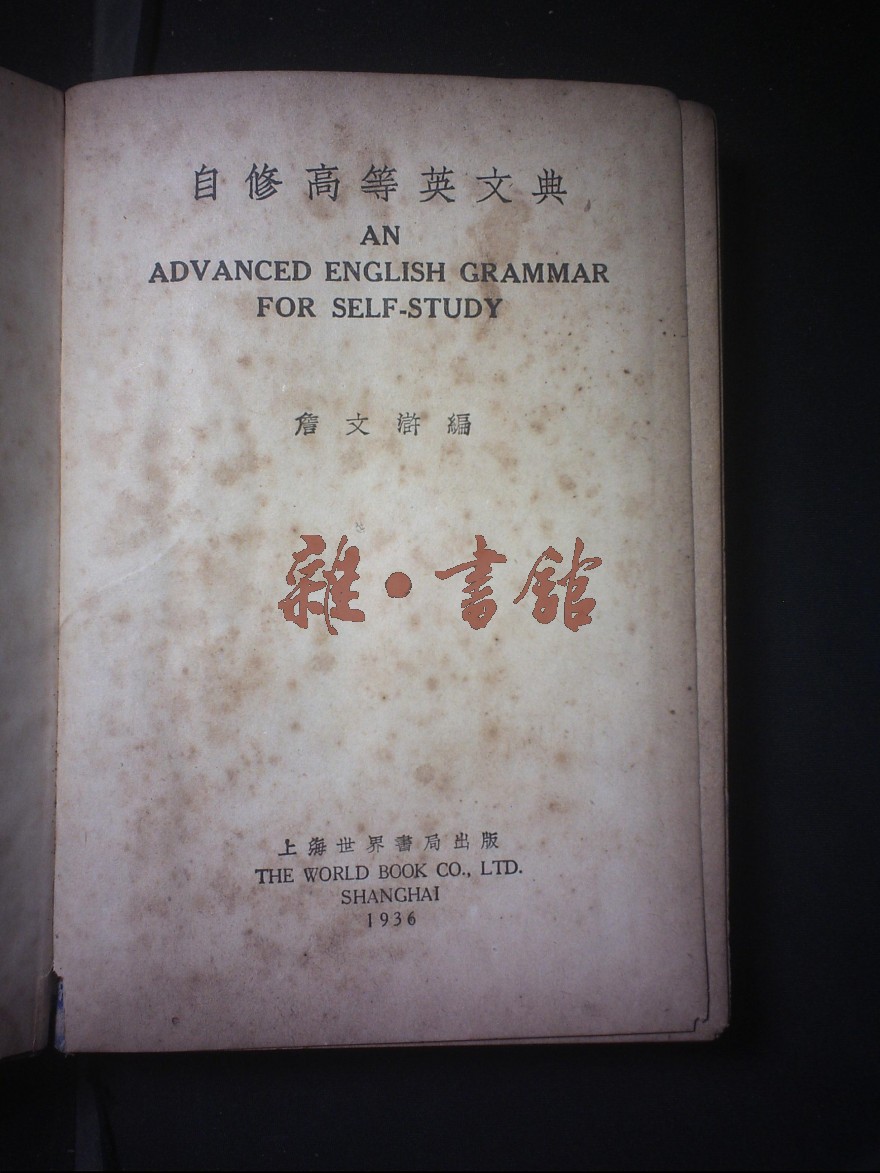 自修高等英文典
AN
ADVANCED ENGLISH GRAMMAR
FOR SELF-STUDY
詹文滸編
雜·書館
上海世界書局出版
THE WORLD BOOK CO., LTD.
SHANGHAI
1936